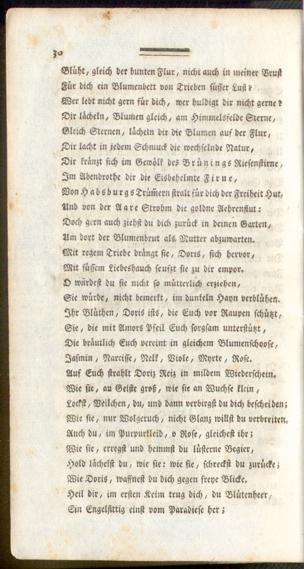 30
Blüht, gleich der bunten Flur, nicht auch in meiner Brust
Für dich ein Blumenbett von Trieben süsser Lust?
Wer lebt nicht gern für dich, wer huldigt dir nicht gerne?
Dir lächeln, Blumen gleich, am Himmelsfelde Sterne,
Gleich Sternen, lächeln dir die Blumen auf der Flur,
Dir lacht in jedem Schmuck die wechselnde Natur,
Dir kränzt sich im Gewölk des Brünings Riesenstirne,
Im Abendrothe dir die Eisbehelmte Firne,
Von Habsburgs Trümern stralt für dich der Freiheit Hut,
Und von der Aare Strohm die goldne Aehrenflut:
Doch gern auch ziehst du dich zurück in deinen Garten,
Um dort der Blumenbrut als Mutter abzuwarten.
Mit regem Triebe drängt sie, Doris, sich hervor,
Mit süssem Liebeshauch seufzt sie zu dir empor.
O würdest du sie nicht so mütterlich erziehen,
Sie würde, nicht bemerkt, im dunkeln Hayn verblühen.
Ihr Blüthen, Doris ists, die Euch vor Raupen schützt,
Sie, die mit Amors Pfeil Euch sorgsam unterstützt,
Die bräutlich Euch vereint in gleichem Blumenschoose,
Jasmin, Narcisse, Nelk, Viole, Myrte, Rose.
Auf Euch strahlt Doriz Reiz in mildem Wiederschein.
Wie sie, an Geiste groß, wie sie an Wuchse klein,
Lockst, Veilchen, du, und dann verbirgst du dich bescheiden;
Wie sie, nur Wolgeruch, nicht Glanz willst du verbreiten.
Auch du, im Purpurkleid, o Rose, gleichest ihr;
Wie sie, erregst und hemmst du lüsterne Begier,
Hold lächelst du, wie sie: wie sie, schreckst du zurücke;
Wie Doris, waffnest du dich gegen freye Blicke.
Heil dir, im ersten Keim trug dich, du Blütenheer,
Ein Engelfittig einst vom Paradiese her;